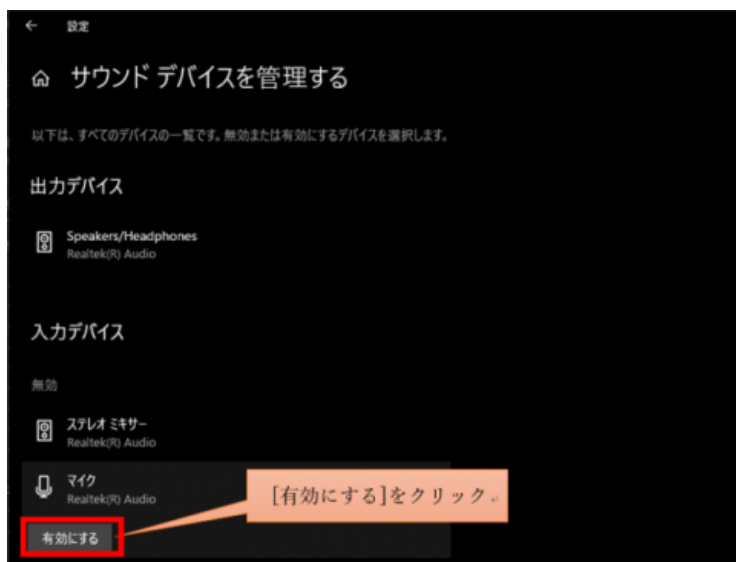 設定
サウンド デバイスを管理する
以下は、すべてのデバイスの一覧です。無効または有効にするデバイスを選択します。
出力デバイス
Speakers/Headphones
Realtek(R) Audio
入力デバイス
無効
ステレオ ミキサー
Realtek(R) Audio
マイク
Realtek(R) Audio
[有効にする]をクリック
有効にする